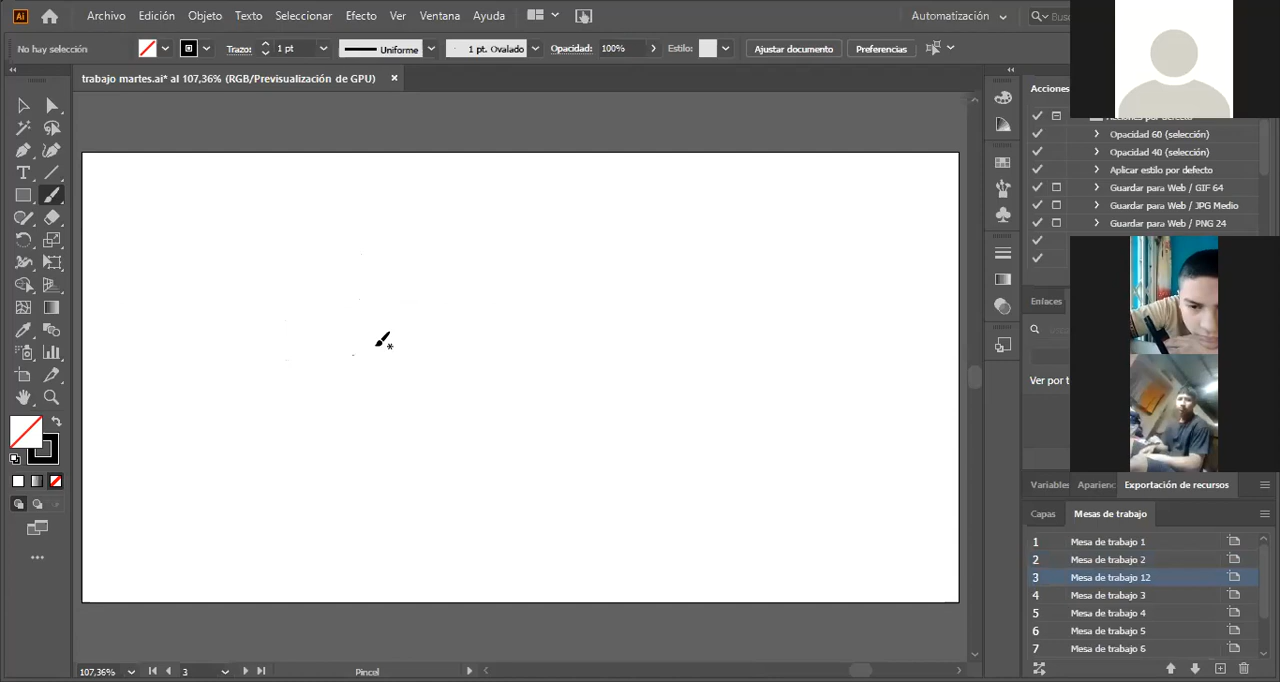 Ai Archivo Edición Objeto Texto Seleccionar Efecto Ver Ventana Ayuda Automatización
No hay selección Trazo: 1 pt Uniforme 1 pt. Ovalado Opacidad: 100% Estilo: Ajustar documento Preferencias
trabajo martes.ai* al 107,36% (RGB/Previsualización de GPU) ×
Acciones
Opacidad 60 (selección)
Opacidad 40 (selección)
Aplicar estilo por defecto
Guardar para Web / GIF 64
Guardar para Web / JPG Medio
Guardar para Web / PNG 24
Enlaces
Ver por t
Variables Aparienc Exportación de recursos
Capas Mesas de trabajo
1 Mesa de trabajo 1
2 Mesa de trabajo 2
3 Mesa de trabajo 12
4 Mesa de trabajo 3
5 Mesa de trabajo 4
6 Mesa de trabajo 5
7 Mesa de trabajo 6
107,36% 3 Pincel